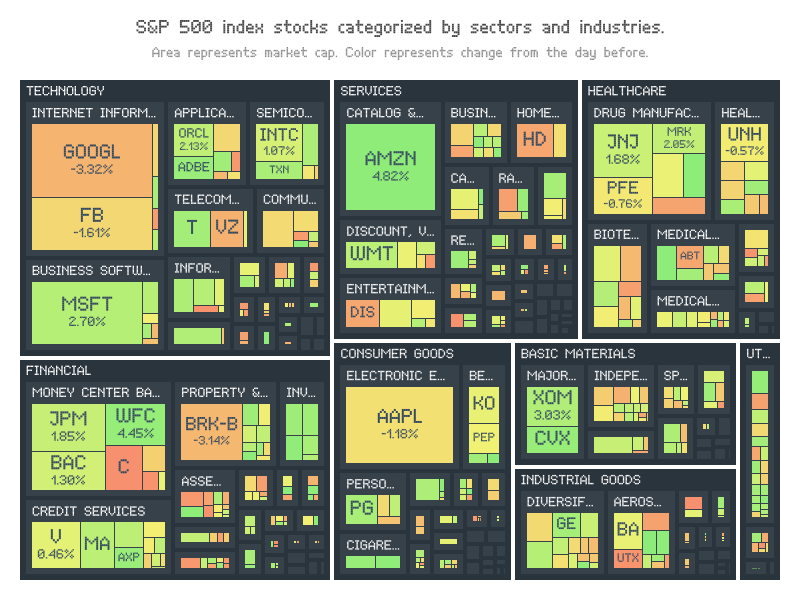 S&P 500 index stocks categorized by sectors and industries.
Area represents market cap. Color represents change from the day before.
TECHNOLOGY
INTERNET INFORM...
GOOGL
-3.32%
FB
-1.61%
APPLICA...
ORCL
2.13%
ADBE
SEMICO...
INTC
1.07%
TXN
TELECOM...
T
VZ
COMMU...
BUSINESS SOFTW...
MSFT
2.70%
INFOR...
SERVICES
CATALOG &...
AMZN
4.82%
BUSIN...
HOME...
HD
CA...
RA...
DISCOUNT, V...
WMT
RE...
ENTERTAINM...
DIS
HEALTHCARE
DRUG MANUFAC...
JNJ
1.68%
MRK
2.05%
PFE
-0.76%
HEAL...
UNH
-0.57%
BIOTE...
MEDICAL...
ABT
MEDICAL...
FINANCIAL
MONEY CENTER BA...
JPM
1.85%
WFC
4.45%
BAC
1.30%
C
PROPERTY &...
BRK-B
-3.14%
INV...
ASSE...
CREDIT SERVICES
V
0.46%
MA
AXP
CONSUMER GOODS
ELECTRONIC E...
AAPL
-1.18%
BE...
KO
PEP
PERSO...
PG
CIGARE...
BASIC MATERIALS
MAJOR...
XOM
3.03%
CVX
INDEPE...
SP...
INDUSTRIAL GOODS
DIVERSIF...
GE
AEROS...
BA
UTX
UT...